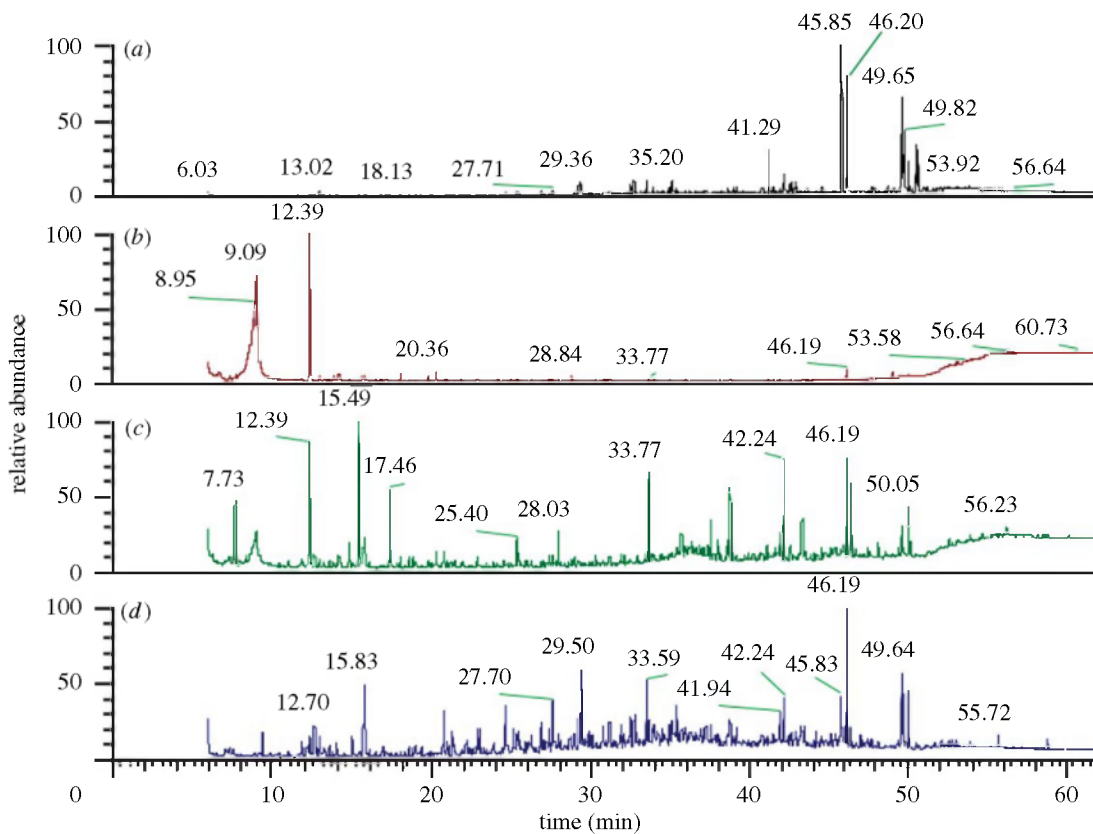 45.85 46.20
100 (a)
49.65
49.82
50 41.29
29.36 35.20
6.03 13.02 18.13 27.71 53.92 56.64
0
12.39
100 (b)
9.09
8.95
50
20.36 28.84 33.77 46.19 53.58 56.64 60.73
0
15.49
100 (c)
12.39 42.24 46.19
33.77
17.46
7.73 50.05
50 25.40 28.03 56.23
0
46.19
100 (d)
29.50
15.83 33.59 42.24 49.64
27.70 45.83
50 41.94
12.70 55.72
0 10 20 30 40 50 60
time (min)
relative abundance